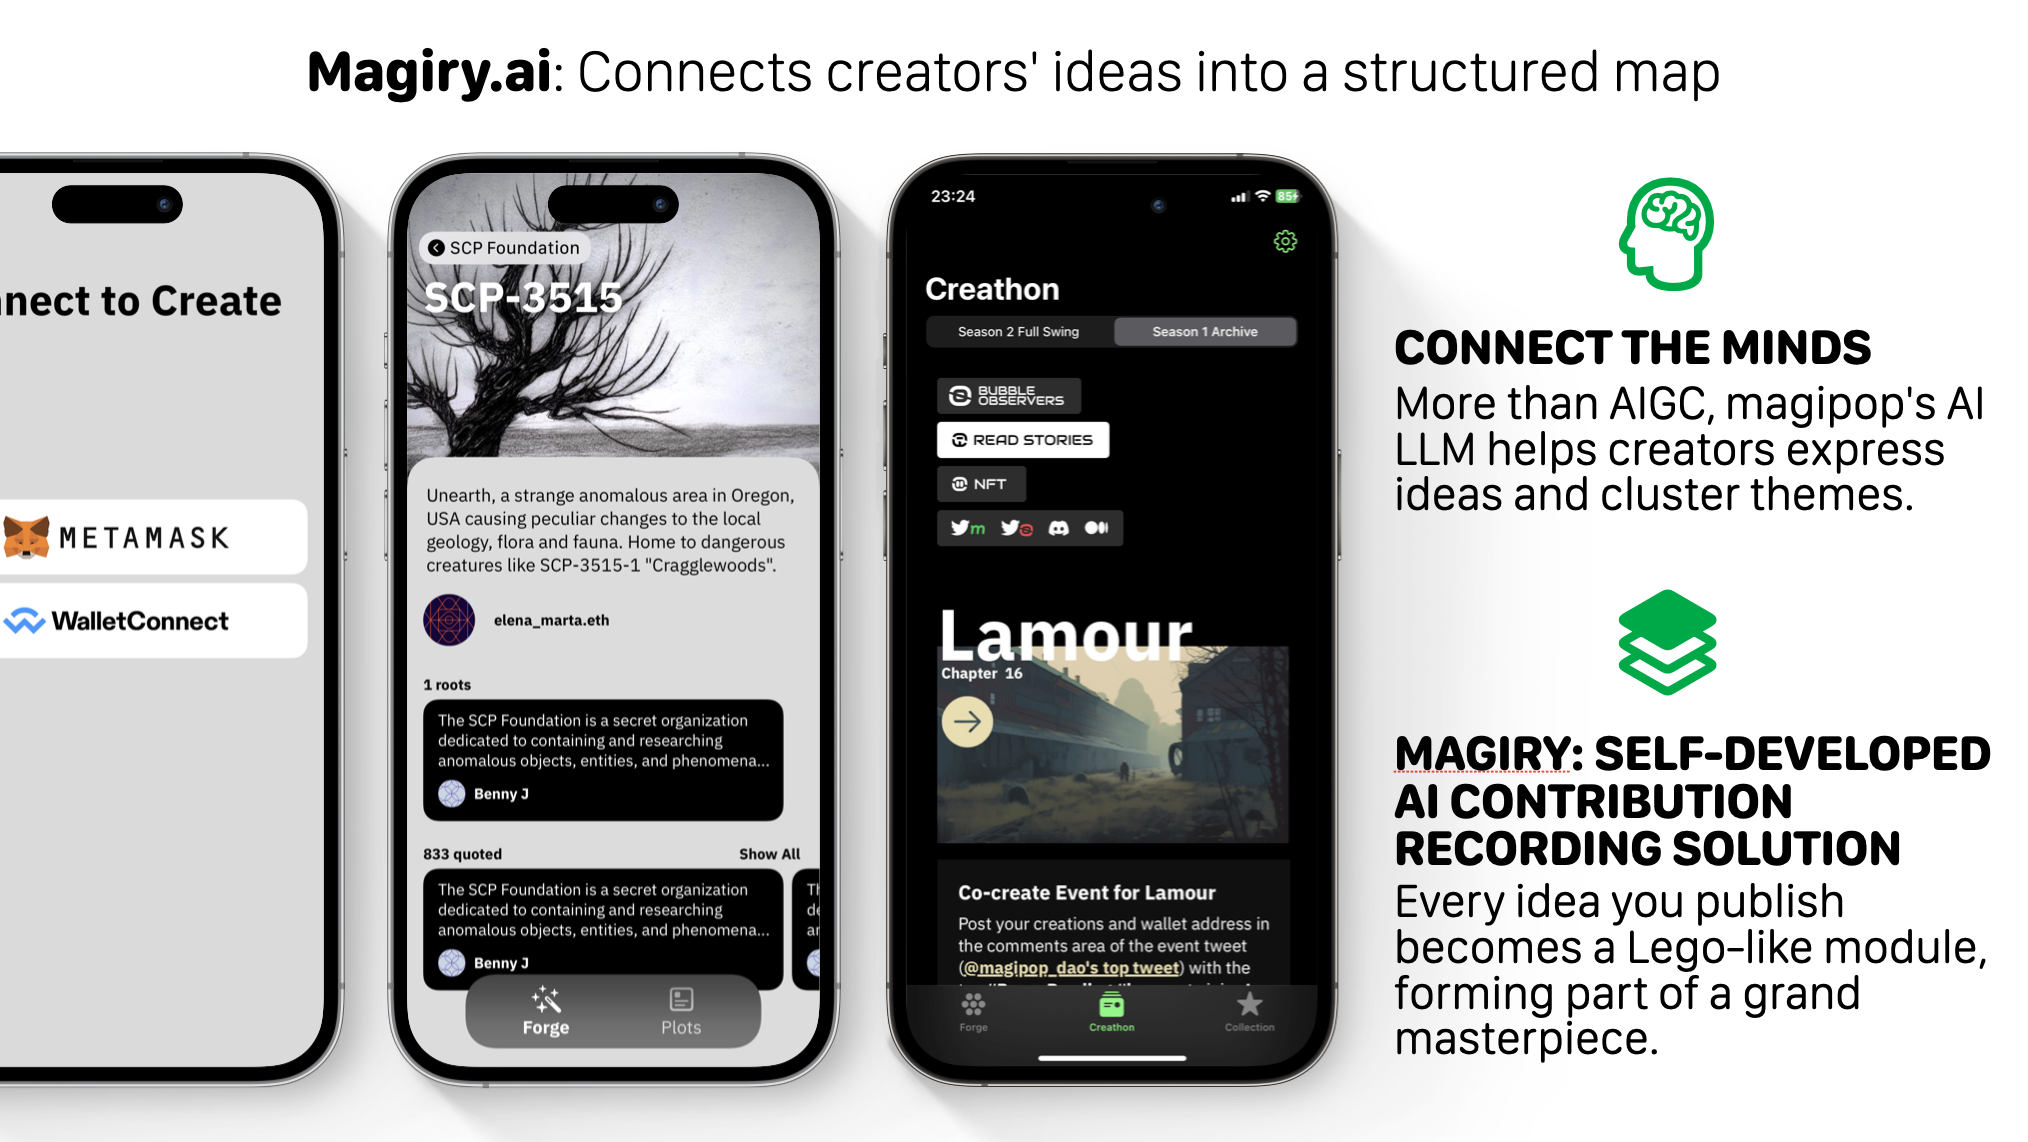 Magiry.ai: Connects creators' ideas into a structured map
nnect to Create
METAMASK
WalletConnect
SCP Foundation
SCP-3515
Unearth, a strange anomalous area in Oregon,
USA causing peculiar changes to the local
geology, flora and fauna. Home to dangerous
creatures like SCP-3515-1 "Cragglewoods".
elena_marta.eth
1 roots
The SCP Foundation is a secret organization
dedicated to containing and researching
anomalous objects, entities, and phenomena...
Benny J
833 quoted
Show All
The SCP Foundation is a secret organization
dedicated to containing and researching
anomalous objects, entities, and phenomena...
Benny J
Forge
Plots
23:24
85
Creathon
Season 2 Full Swing
Season 1 Archive
BUBBLE
OBSERVERS
READ STORIES
NFT
m
Lamour
Chapter 16
Co-create Event for Lamour
Post your creations and wallet address in
the comments area of the event tweet
(@magipop_dao's top tweet) with the
Forge
Creathon
Collection
CONNECT THE MINDS
More than AIGC, magipop's AI
LLM helps creators express
ideas and cluster themes.
MAGIRY: SELF-DEVELOPED
AI CONTRIBUTION
RECORDING SOLUTION
Every idea you publish
becomes a Lego-like module,
forming part of a grand
masterpiece.